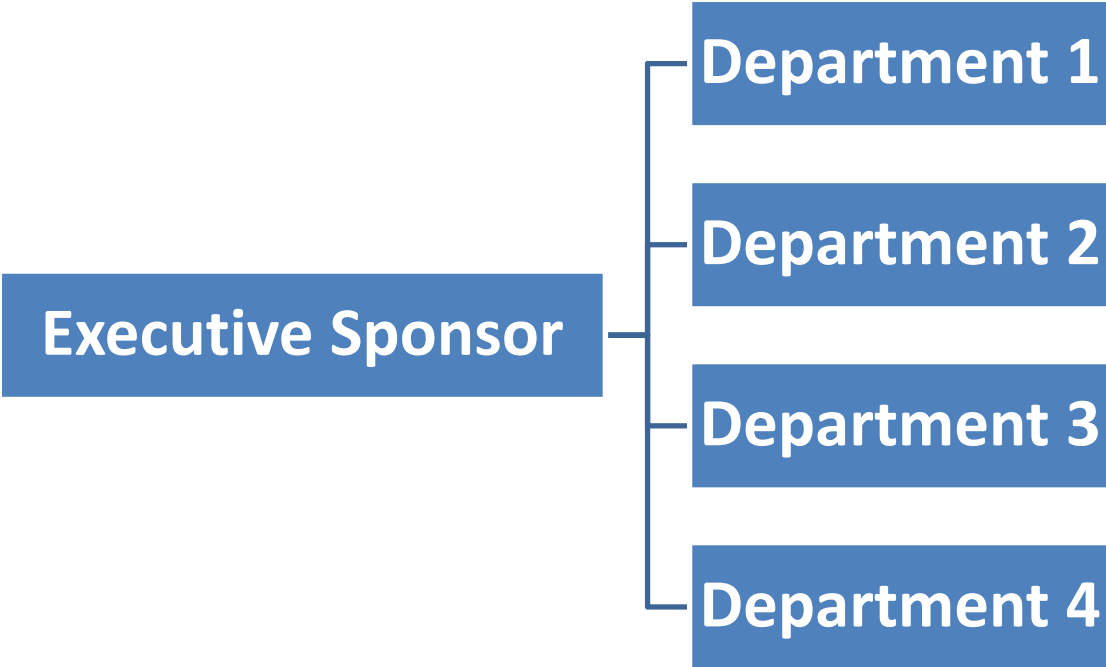 Department 1
Department 2
Executive Sponsor
Department 3
Department 4